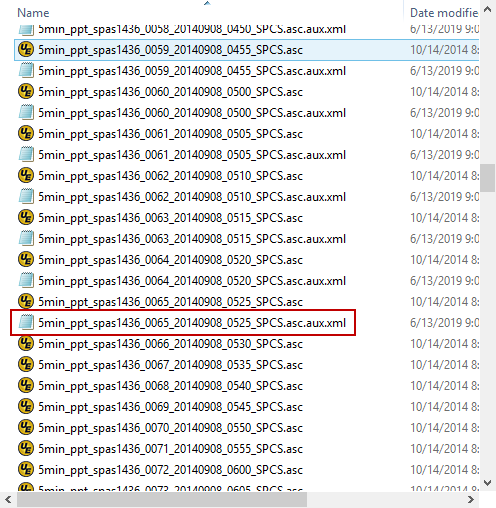 Name Date modifie
5min_ppt_spas1436_0058_20140908_0450_SPCS.asc.aux.xml 6/13/2019 9:0
5min_ppt_spas1436_0059_20140908_0455_SPCS.asc 10/14/2014 8:
5min_ppt_spas1436_0059_20140908_0455_SPCS.asc.aux.xml 6/13/2019 9:0
5min_ppt_spas1436_0060_20140908_0500_SPCS.asc 10/14/2014 8:
5min_ppt_spas1436_0060_20140908_0500_SPCS.asc.aux.xml 6/13/2019 9:0
5min_ppt_spas1436_0061_20140908_0505_SPCS.asc 10/14/2014 8:
5min_ppt_spas1436_0061_20140908_0505_SPCS.asc.aux.xml 6/13/2019 9:0
5min_ppt_spas1436_0062_20140908_0510_SPCS.asc 10/14/2014 8:
5min_ppt_spas1436_0062_20140908_0510_SPCS.asc.aux.xml 6/13/2019 9:0
5min_ppt_spas1436_0063_20140908_0515_SPCS.asc 10/14/2014 8:
5min_ppt_spas1436_0063_20140908_0515_SPCS.asc.aux.xml 6/13/2019 9:0
5min_ppt_spas1436_0064_20140908_0520_SPCS.asc 10/14/2014 8:
5min_ppt_spas1436_0064_20140908_0520_SPCS.asc.aux.xml 6/13/2019 9:0
5min_ppt_spas1436_0065_20140908_0525_SPCS.asc 10/14/2014 8:
5min_ppt_spas1436_0065_20140908_0525_SPCS.asc.aux.xml 6/13/2019 9:0
5min_ppt_spas1436_0066_20140908_0530_SPCS.asc 10/14/2014 8:
5min_ppt_spas1436_0067_20140908_0535_SPCS.asc 10/14/2014 8:
5min_ppt_spas1436_0068_20140908_0540_SPCS.asc 10/14/2014 8:
5min_ppt_spas1436_0069_20140908_0545_SPCS.asc 10/14/2014 8:
5min_ppt_spas1436_0070_20140908_0550_SPCS.asc 10/14/2014 8:
5min_ppt_spas1436_0071_20140908_0555_SPCS.asc 10/14/2014 8:
5min_ppt_spas1436_0072_20140908_0600_SPCS.asc 10/14/2014 8:
5min_ppt_spas1436_0073_20140908_0605_SPCS.asc 10/14/2014 8: